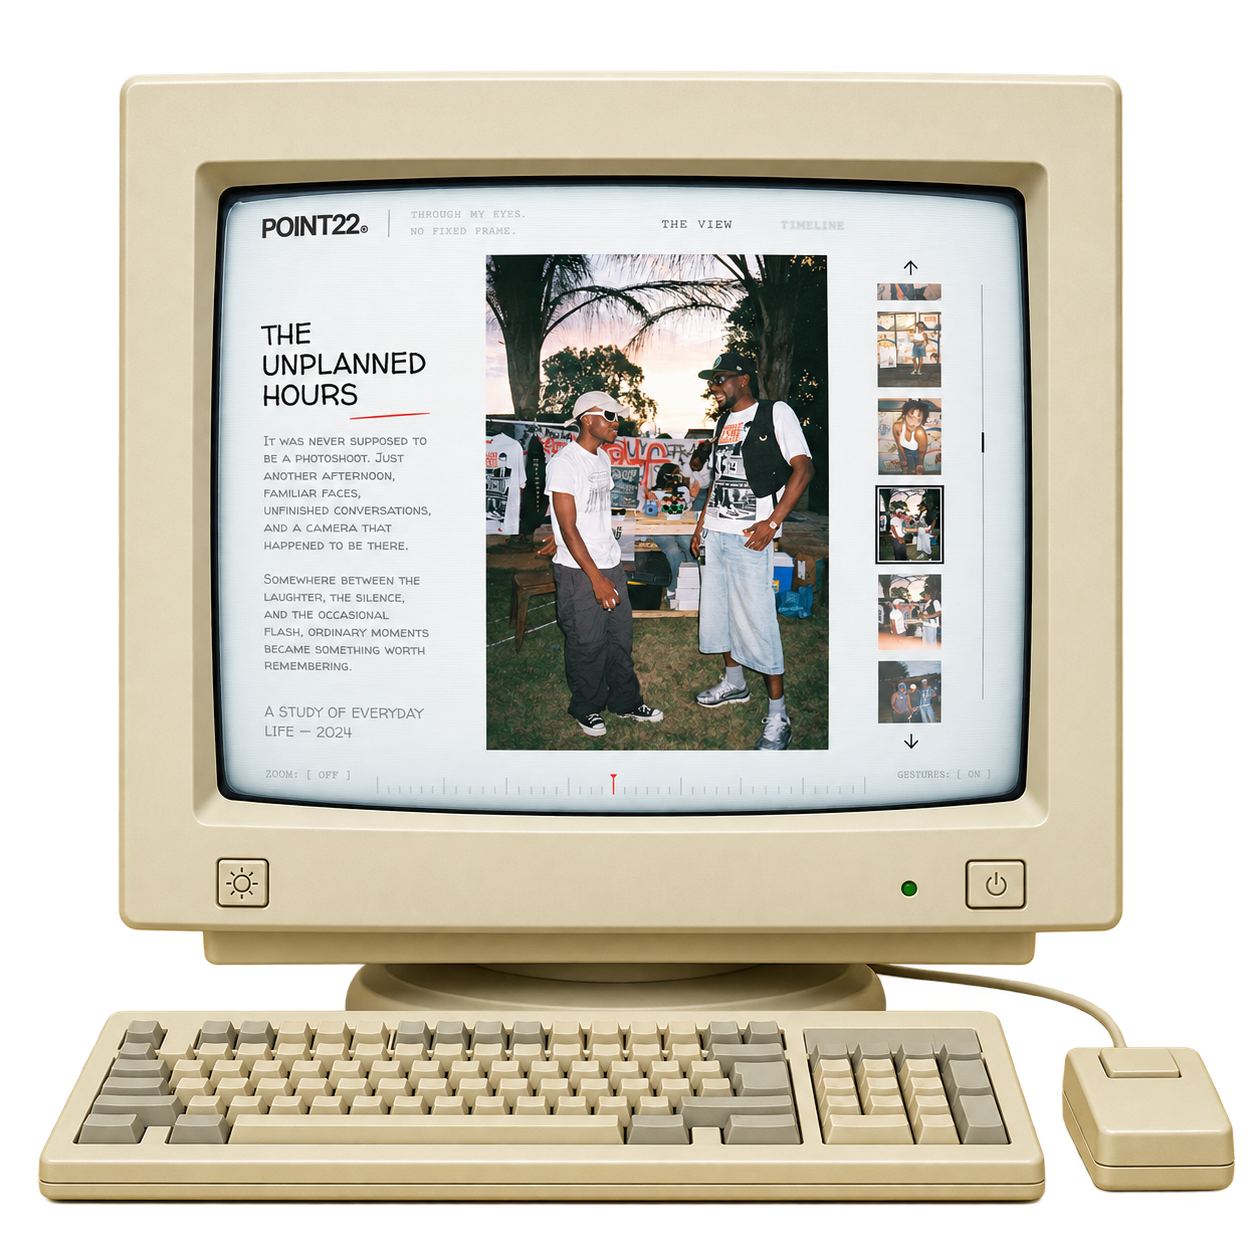 POINT22®
THROUGH MY EYES.
NO FIXED FRAME.
THE VIEW
TIMELINE
THE
UNPLANNED
HOURS
IT WAS NEVER SUPPOSED TO
BE A PHOTOSHOOT. JUST
ANOTHER AFTERNOON,
FAMILIAR FACES,
UNFINISHED CONVERSATIONS,
AND A CAMERA THAT
HAPPENED TO BE THERE.
SOMEWHERE BETWEEN THE
LAUGHTER, THE SILENCE,
AND THE OCCASIONAL
FLASH, ORDINARY MOMENTS
BECAME SOMETHING WORTH
REMEMBERING.
A STUDY OF EVERYDAY
LIFE — 2024
ZOOM: [ OFF ]
GESTURES: [ ON ]